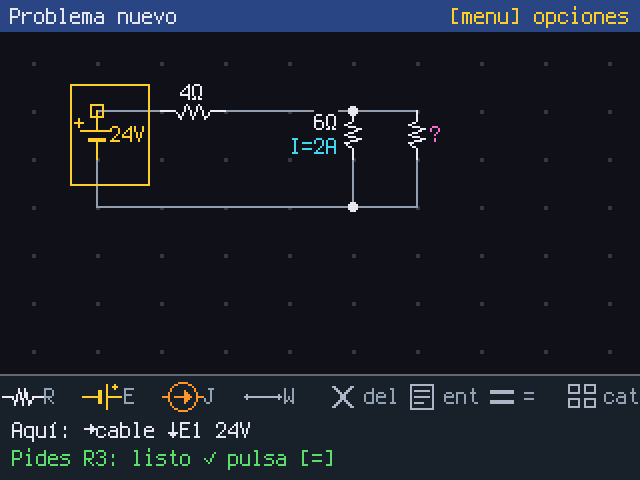 Problema nuevo [menu] opciones
4Ω
+ 24V 6Ω ?
I=2A
R E J W del ent = cat
Aquí: →cable ↓E1 24V
Pides R3: listo ✓ pulsa [=]